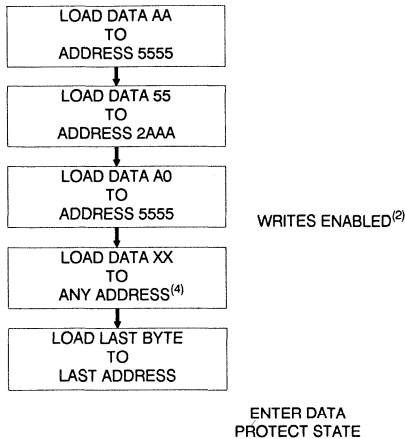 LOAD DATA AA
TO
ADDRESS 5555
LOAD DATA 55
TO
ADDRESS 2AAA
LOAD DATA A0
TO
ADDRESS 5555
WRITES ENABLED(2)
LOAD DATA XX
TO
ANY ADDRESS(4)
LOAD LAST BYTE
TO
LAST ADDRESS
ENTER DATA
PROTECT STATE